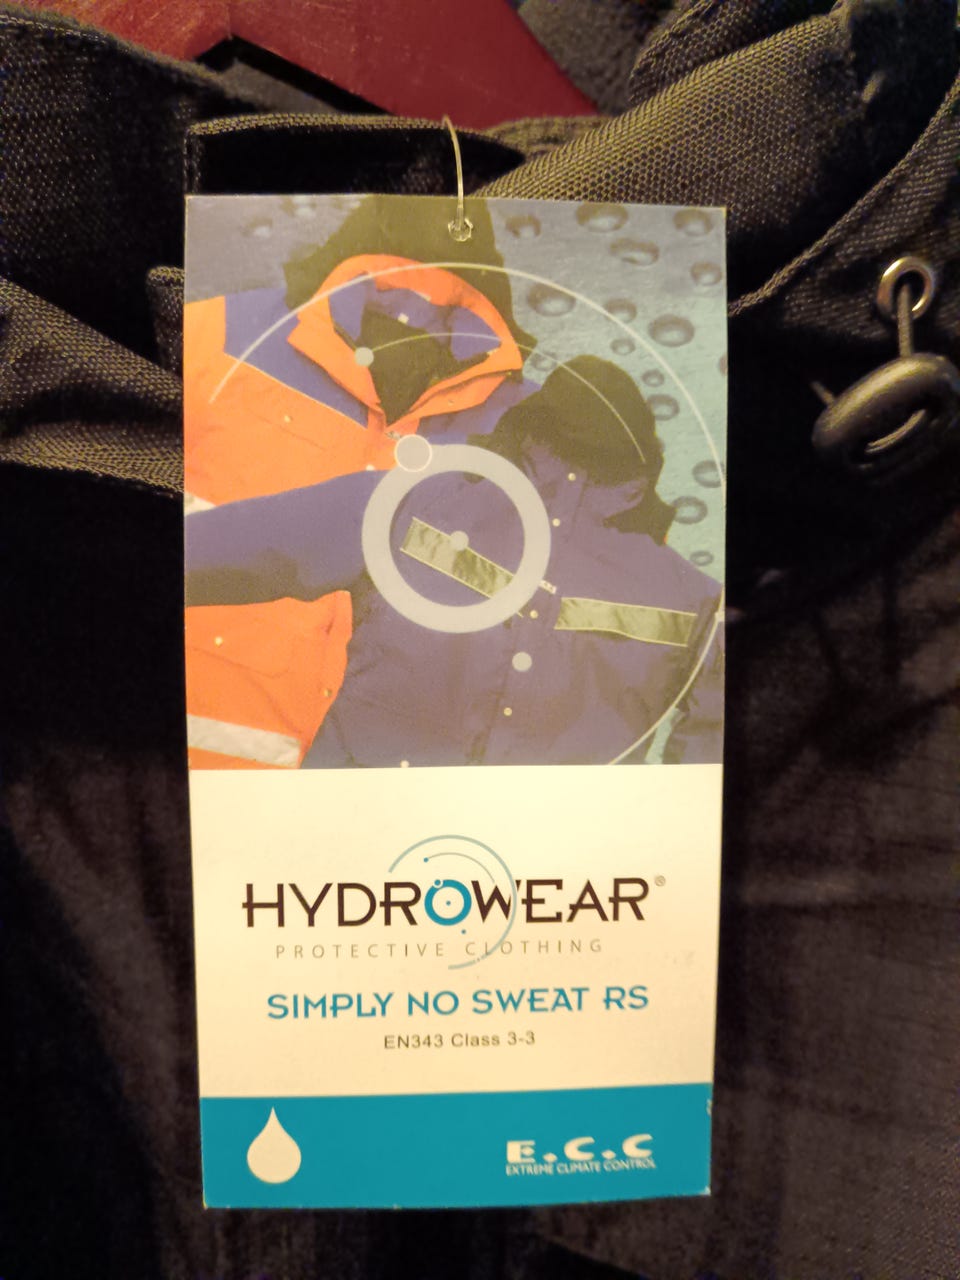 HYDROWEAR®
PROTECTIVE CLOTHING
SIMPLY NO SWEAT RS
EN343 Class 3-3
E.C.C
EXTREME CLIMATE CONTROL